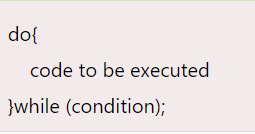 do{
code to be executed
}while (condition);